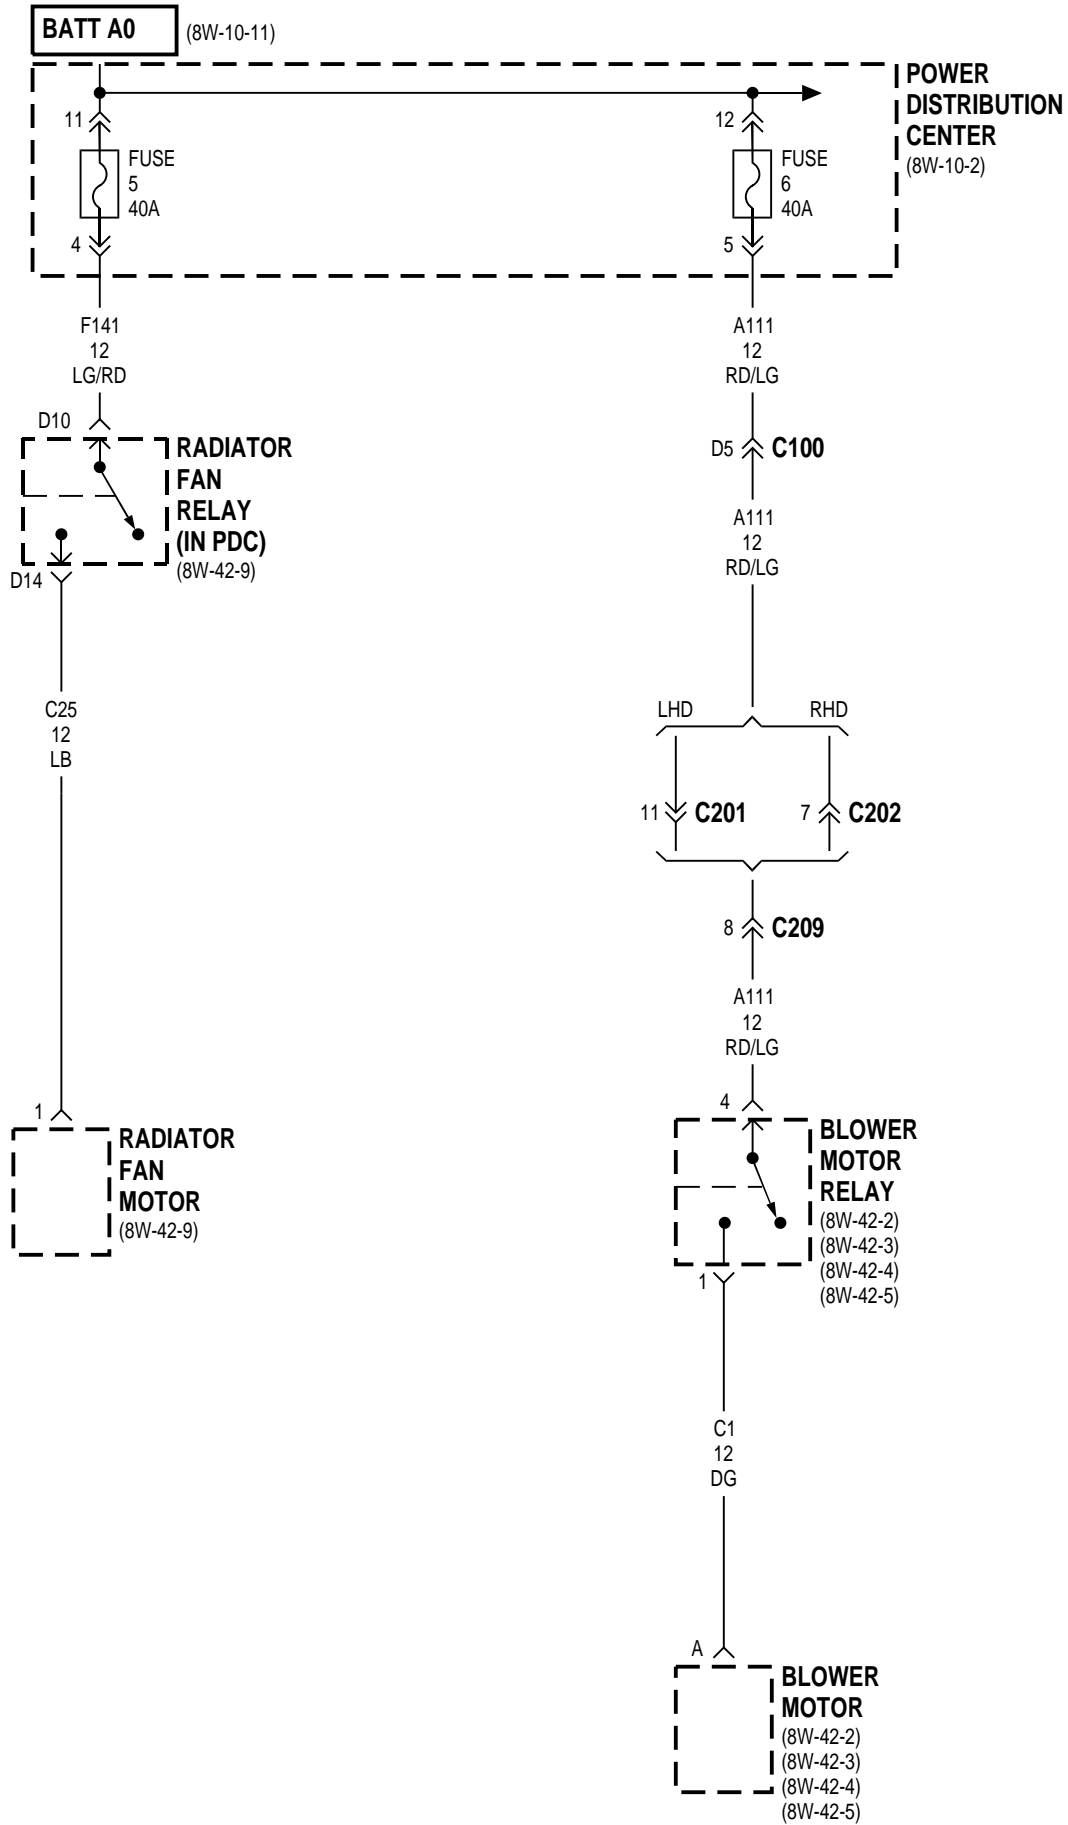 BATT A0 (8W-10-11)
POWER
DISTRIBUTION
CENTER
(8W-10-2)
11
FUSE
5
40A
4
12
FUSE
6
40A
5
F141
12
LG/RD
D10
RADIATOR
FAN
RELAY
(IN PDC)
(8W-42-9)
D14
C25
12
LB
1
RADIATOR
FAN
MOTOR
(8W-42-9)
A111
12
RD/LG
D5 C100
A111
12
RD/LG
LHD RHD
11 C201
7 C202
8 C209
A111
12
RD/LG
4
BLOWER
MOTOR
RELAY
(8W-42-2)
(8W-42-3)
(8W-42-4)
(8W-42-5)
1
C1
12
DG
A
BLOWER
MOTOR
(8W-42-2)
(8W-42-3)
(8W-42-4)
(8W-42-5)